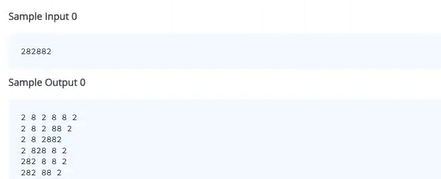 Sample Input 0
282882
Sample Output 0
2 8 2 8 8 2
2 8 2 88 2
2 8 2882
2 828 8 2
282 8 8 2
282 88 2